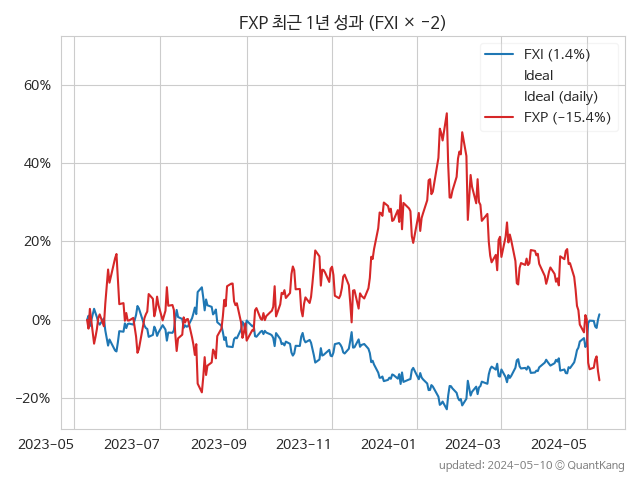 FXP 최근 1년 성과 (FXI × −2)
FXI (1.4%)
Ideal
Ideal (daily)
FXP (−15.4%)
60%
40%
20%
0%
−20%
2023-05
2023-07
2023-09
2023-11
2024-01
2024-03
2024-05
updated: 2024-05-10 © QuantKang